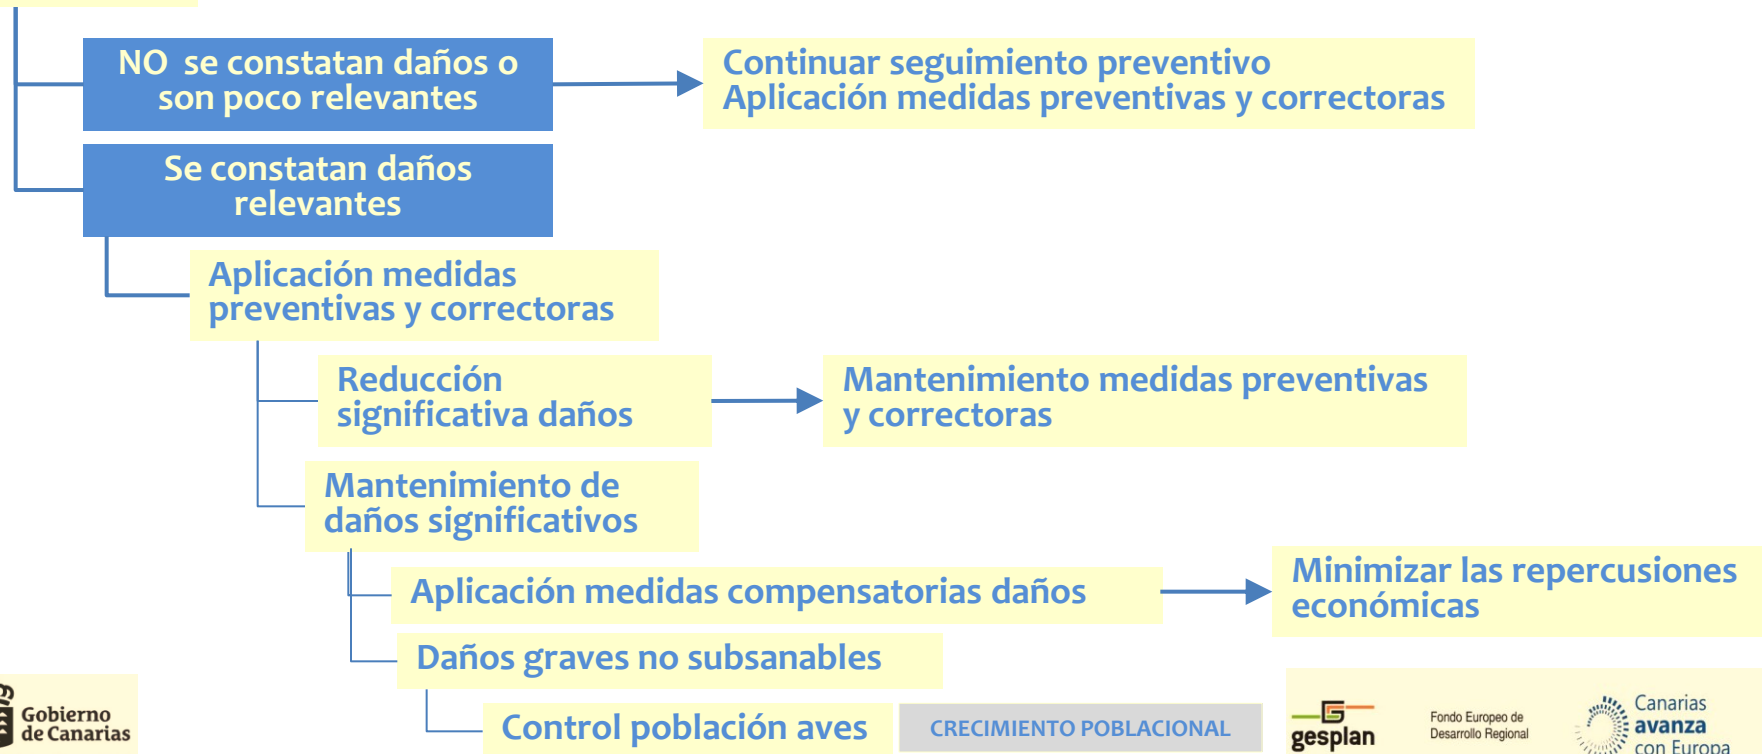 NO se constatan daños o
son poco relevantes
Continuar seguimiento preventivo
Aplicación medidas preventivas y correctoras
Se constatan daños
relevantes
Aplicación medidas
preventivas y correctoras
Reducción
significativa daños
Mantenimiento medidas preventivas
y correctoras
Mantenimiento de
daños significativos
Aplicación medidas compensatorias daños
Minimizar las repercusiones
económicas
Daños graves no subsanables
Control población aves
CRECIMIENTO POBLACIONAL
Gobierno
de Canarias
gesplan
Fondo Europeo de
Desarrollo Regional
Canarias
avanza
con Europa